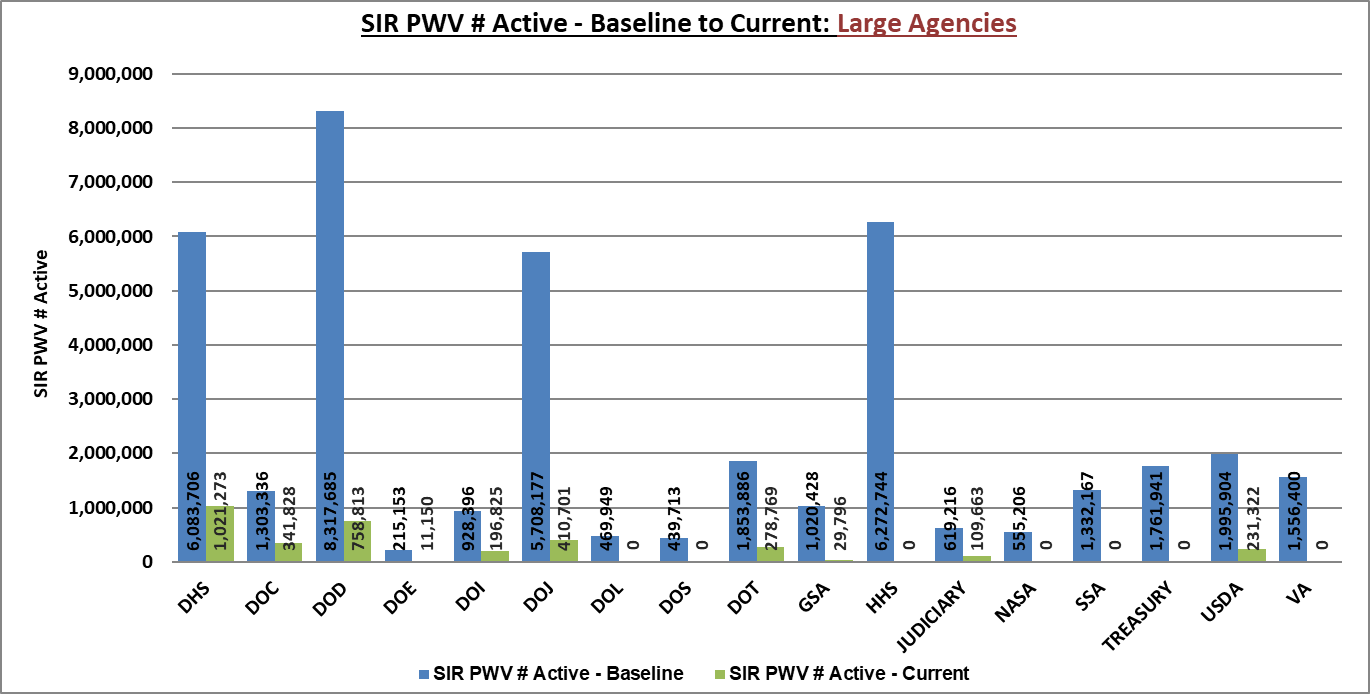 SIR PWV # Active - Baseline to Current: Large Agencies
SIR PWV # Active
9,000,000
8,000,000
7,000,000
6,000,000
5,000,000
4,000,000
3,000,000
2,000,000
1,000,000
0
6,083,706
1,021,273
1,303,336
341,828
8,317,685
758,813
215,153
11,150
928,396
196,825
5,708,177
410,701
469,949
0
439,713
0
1,853,886
278,769
1,020,428
29,796
6,272,744
0
619,216
109,663
555,206
0
1,332,167
0
1,761,941
0
1,995,904
231,322
1,556,400
0
DHS
DOC
DOD
DOE
DOI
DOJ
DOL
DOS
DOT
GSA
HHS
JUDICIARY
NASA
SSA
TREASURY
USDA
VA
SIR PWV # Active - Baseline
SIR PWV # Active - Current